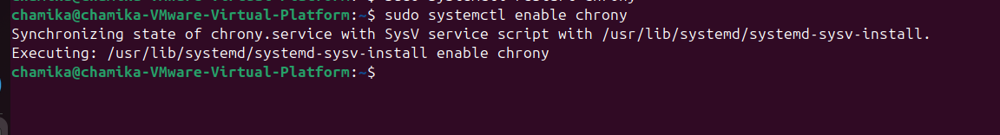 chamika@chamika-VMware-Virtual-Platform:~$ sudo systemctl enable chrony
Synchronizing state of chrony.service with SysV service script with /usr/lib/systemd/systemd-sysv-install.
Executing: /usr/lib/systemd/systemd-sysv-install enable chrony
chamika@chamika-VMware-Virtual-Platform:~$